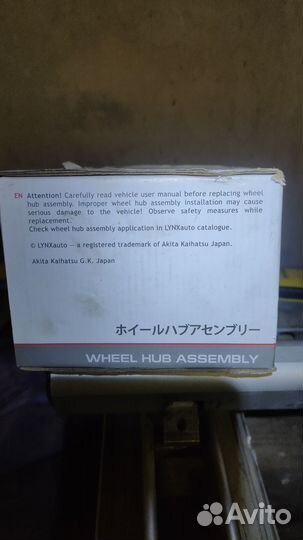 EN Attention! Carefully read vehicle user manual before replacing wheel
hub assembly. Improper wheel hub assembly installation may cause
serious damage to the vehicle! Observe safety measures while
replacement.
Check wheel hub assembly application in LYNXauto catalogue.
© LYNXauto — a registered trademark of Akita Kaihatsu Japan.
Akita Kaihatsu G.K. Japan
ホイールハブアセンブリー
WHEEL HUB ASSEMBLY
Avito